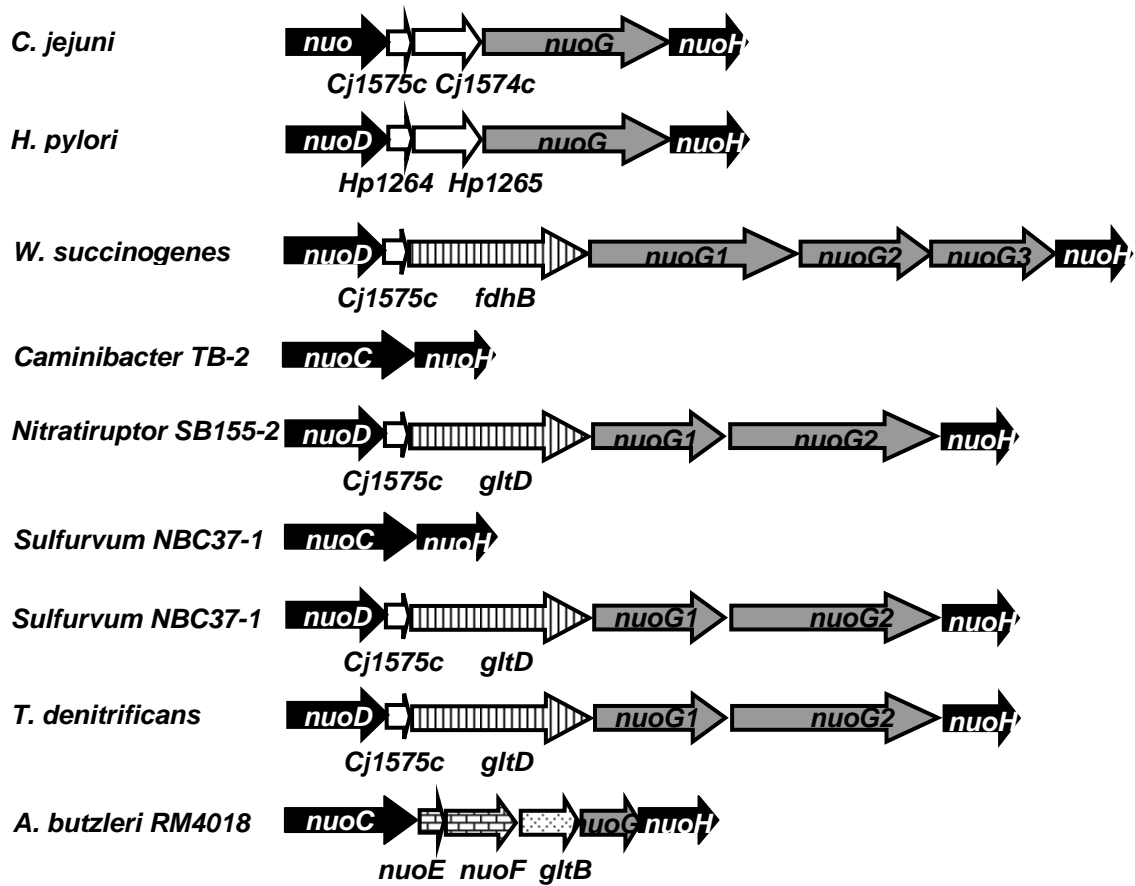 C. jejuni nuo nuoG nuoH
Cj1575c Cj1574c
H. pylori nuoD nuoG nuoH
Hp1264 Hp1265
W. succinogenes nuoD nuoG1 nuoG2 nuoG3 nuoH
Cj1575c fdhB
Caminibacter TB-2 nuoC nuoH
Nitratiruptor SB155-2 nuoD nuoG1 nuoG2 nuoH
Cj1575c gltD
Sulfurvum NBC37-1 nuoC nuoH
Sulfurvum NBC37-1 nuoD nuoG1 nuoG2 nuoH
Cj1575c gltD
T. denitrificans nuoD nuoG1 nuoG2 nuoH
Cj1575c gltD
A. butzleri RM4018 nuoC nuoG nuoH
nuoE nuoF gltB